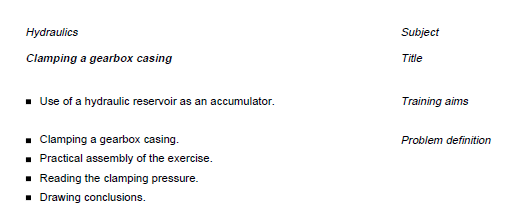 Hydraulics Subject
Clamping a gearbox casing Title
■ Use of a hydraulic reservoir as an accumulator. Training aims
■ Clamping a gearbox casing. Problem definition
■ Practical assembly of the exercise.
■ Reading the clamping pressure.
■ Drawing conclusions.